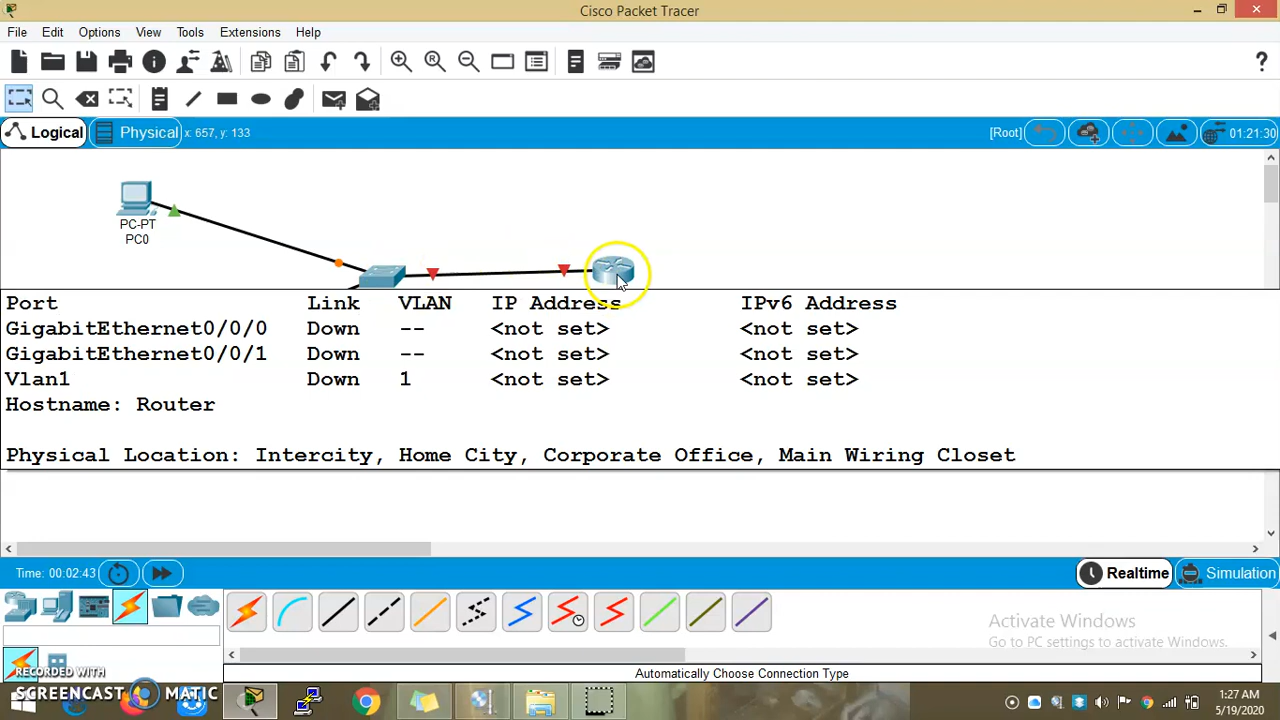 Cisco Packet Tracer
File Edit Options View Tools Extensions Help
Logical Physical x: 657, y: 133 [Root] 01:21:30
PC-PT
PC0
Port Link VLAN IP Address IPv6 Address
GigabitEthernet0/0/0 Down -- <not set> <not set>
GigabitEthernet0/0/1 Down -- <not set> <not set>
Vlan1 Down 1 <not set> <not set>
Hostname: Router
Physical Location: Intercity, Home City, Corporate Office, Main Wiring Closet
Time: 00:02:43 Realtime Simulation
Activate Windows
Go to PC settings to activate Windows.
Automatically Choose Connection Type
RECORDED WITH
SCREENCAST MATIC
1:27 AM
5/19/2020